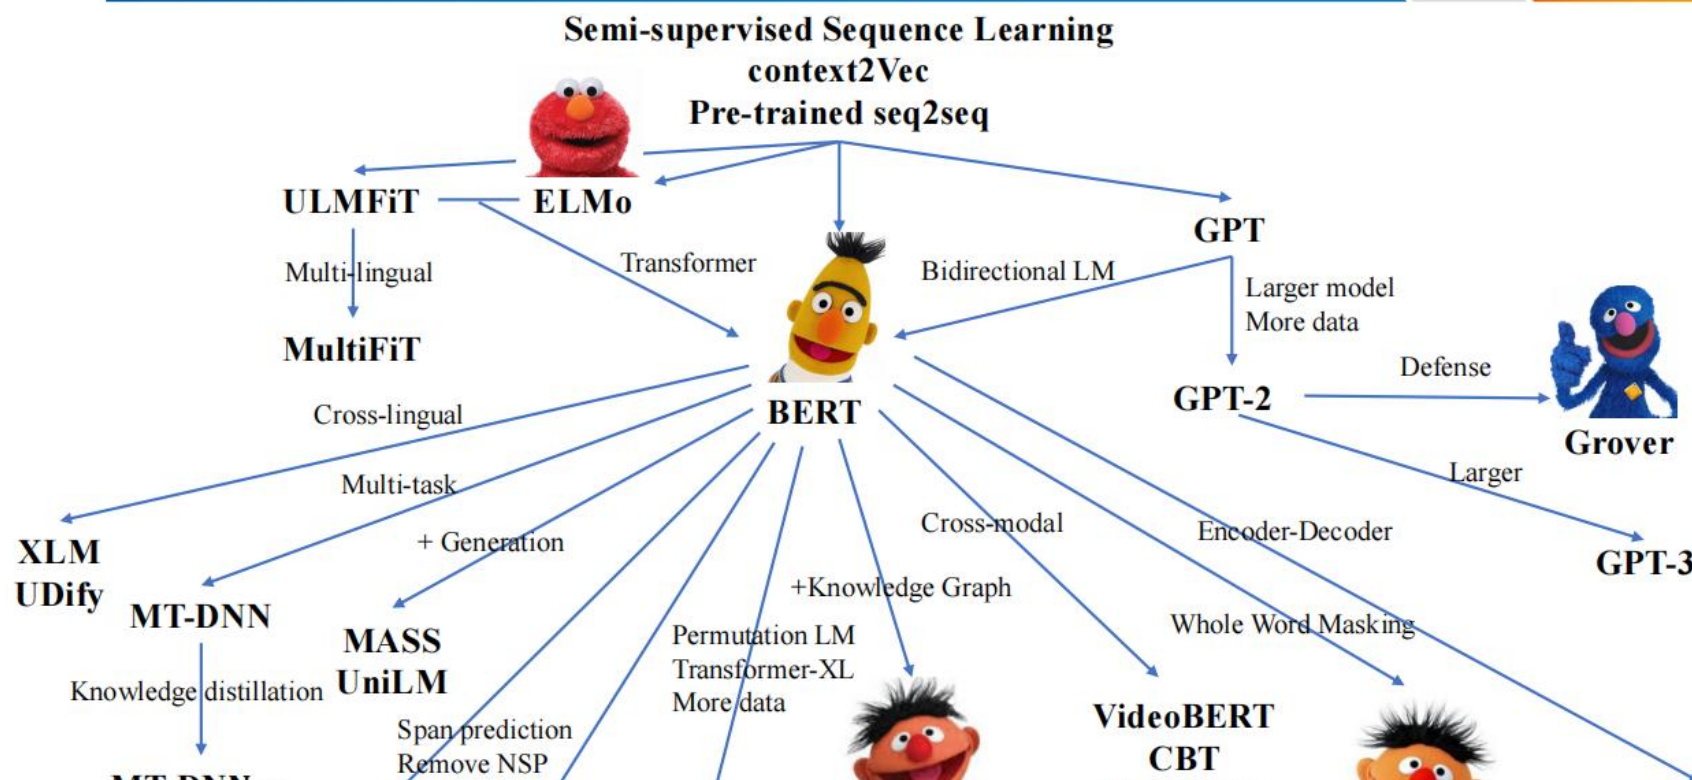 Semi-supervised Sequence Learning
context2Vec
Pre-trained seq2seq
ULMFiT
ELMo
GPT
Multi-lingual
Transformer
Bidirectional LM
Larger model
More data
MultiFiT
Defense
GPT-2
BERT
Grover
Cross-lingual
Larger
Multi-task
+ Generation
Cross-modal
Encoder-Decoder
XLM
UDify
GPT-3
+Knowledge Graph
MT-DNN
MASS
UniLM
Whole Word Masking
Permutation LM
Transformer-XL
More data
Knowledge distillation
VideoBERT
CBT
Span prediction
Remove NSP
MT-DNN